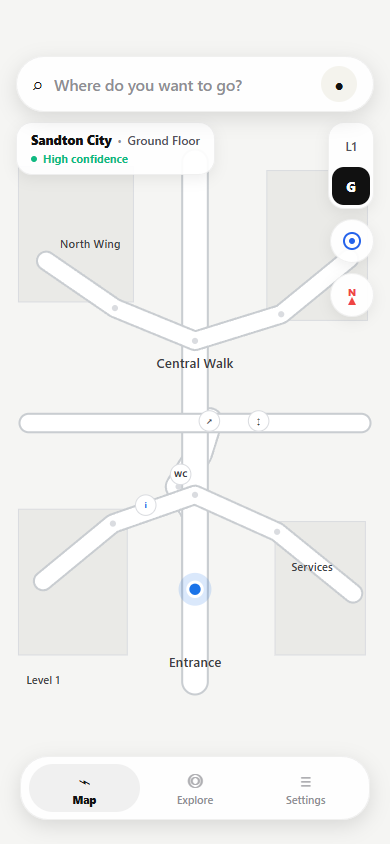 Where do you want to go?
Sandton City • Ground Floor
High confidence
L1
G
N
North Wing
Central Walk
WC
i
Services
Entrance
Level 1
Map
Explore
Settings